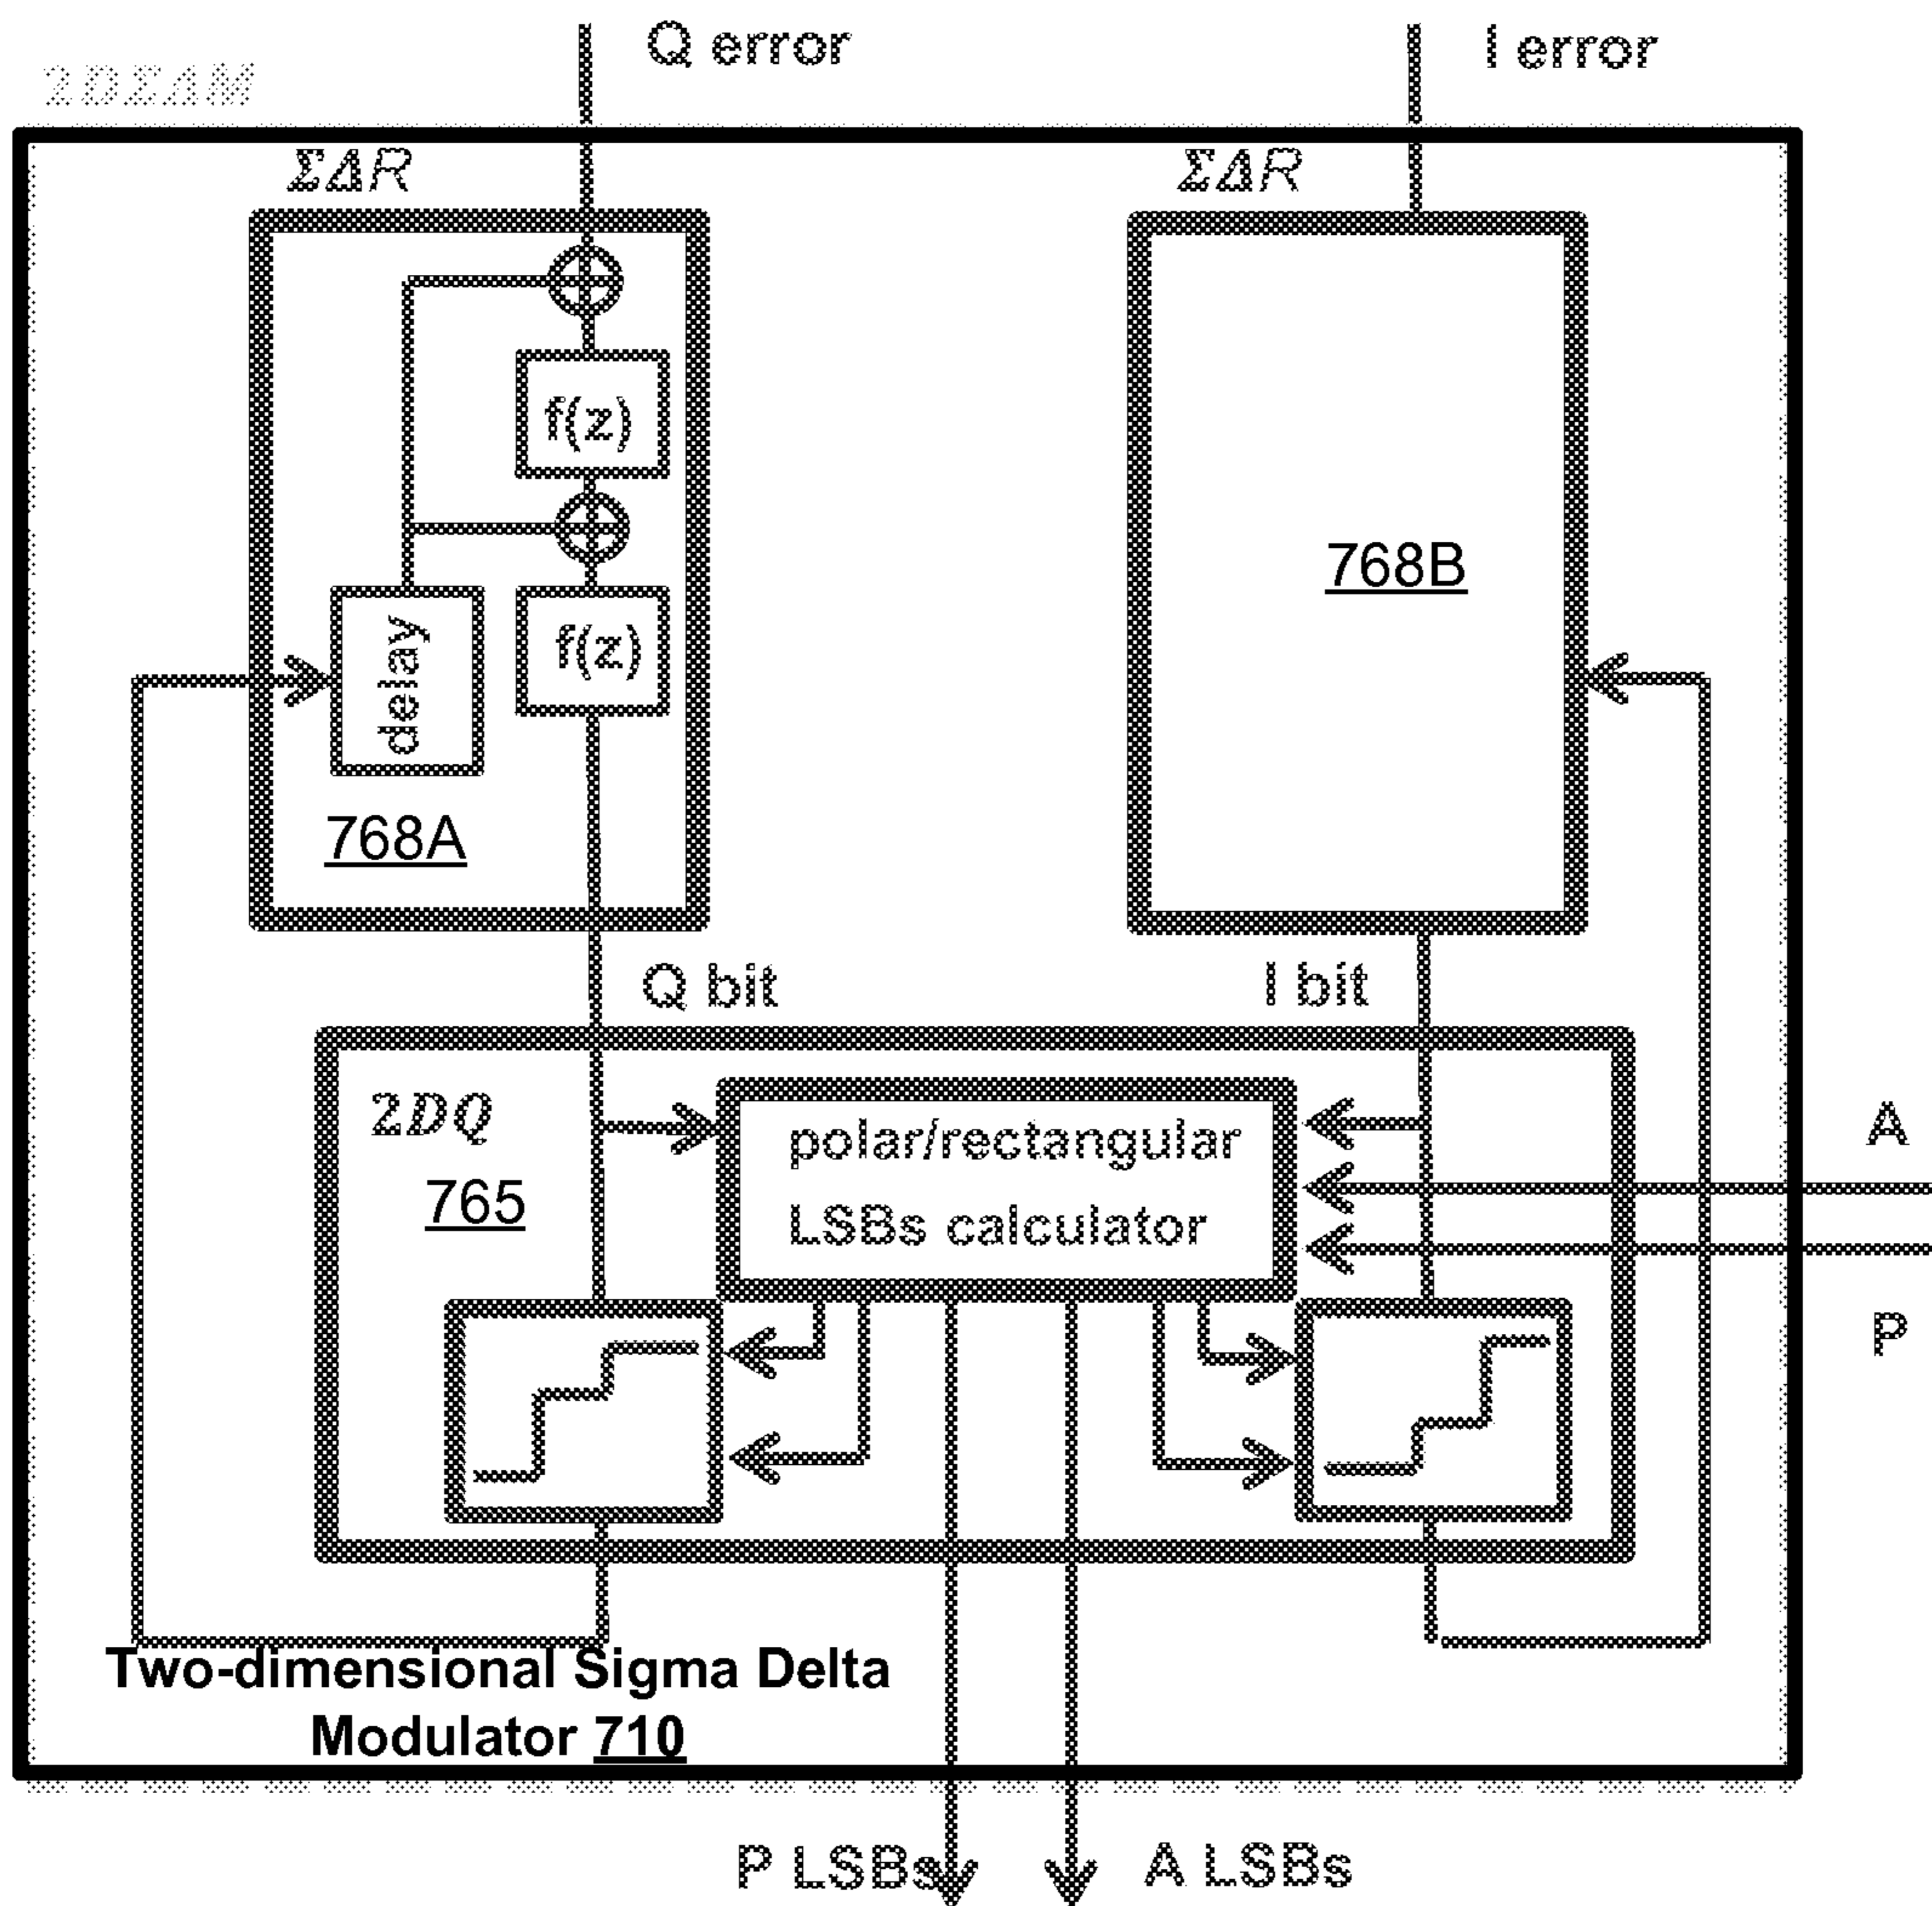 Q error
I error
2DΣΔM
ΣΔR
ΣΔR
f(z)
f(z)
delay
768A
768B
Q bit
I bit
2DQ
765
polar/rectangular
LSBs calculator
A
P
Two-dimensional Sigma Delta
Modulator 710
P LSBs
A LSBs